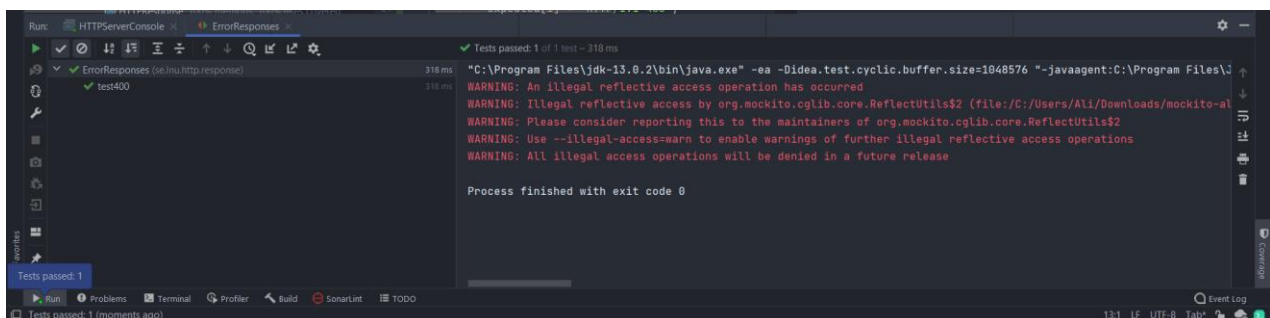 Run: HTTPServerConsole × ErrorResponses ×
Tests passed: 1 of 1 test – 318 ms
ErrorResponses (se.lnu.http.response) 318 ms
test400 318 ms
"C:\Program Files\jdk-13.0.2\bin\java.exe" -ea -Didea.test.cyclic.buffer.size=1048576 "-javaagent:C:\Program Files\J
WARNING: An illegal reflective access operation has occurred
WARNING: Illegal reflective access by org.mockito.cglib.core.ReflectUtils$2 (file:/C:/Users/Ali/Downloads/mockito-al
WARNING: Please consider reporting this to the maintainers of org.mockito.cglib.core.ReflectUtils$2
WARNING: Use --illegal-access=warn to enable warnings of further illegal reflective access operations
WARNING: All illegal access operations will be denied in a future release
Process finished with exit code 0
Coverage
Tests passed: 1
Run Problems Terminal Profiler Build SonarLint TODO Event Log
Tests passed: 1 (moments ago) 13:1 LF UTF-8 Tab*